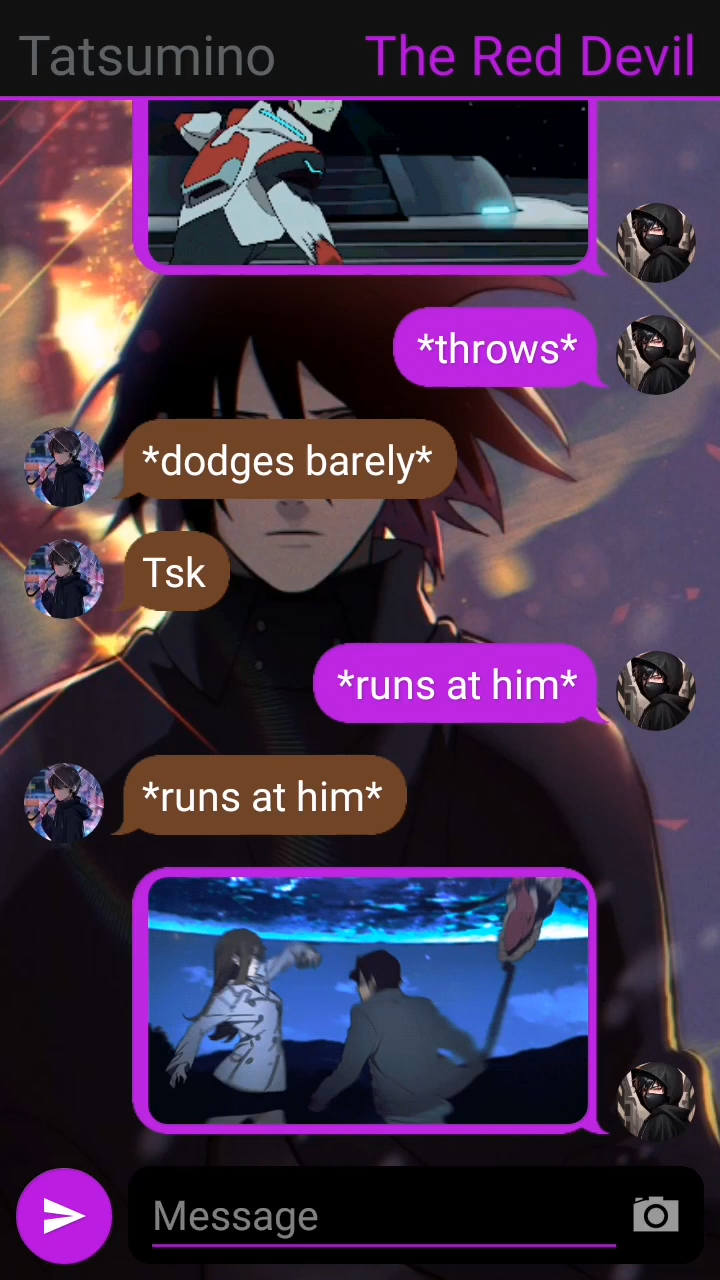 Tatsumino
The Red Devil
*throws*
*dodges barely*
Tsk
*runs at him*
*runs at him*
Message